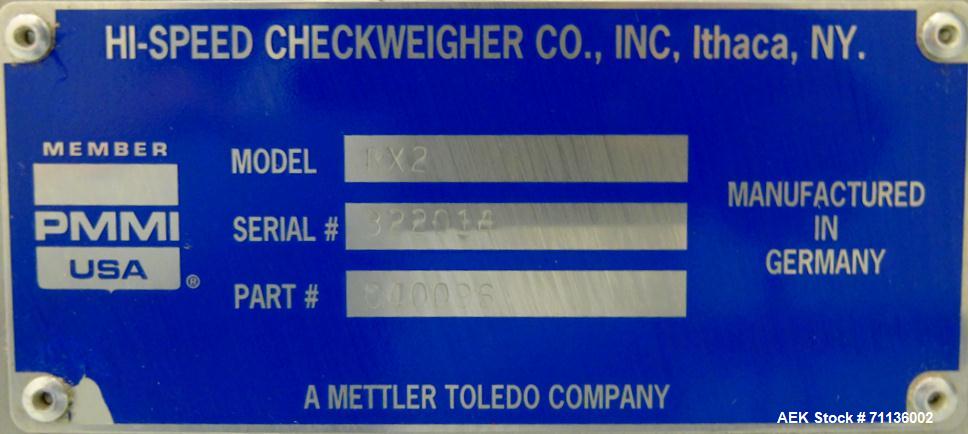 HI-SPEED CHECKWEIGHER CO., INC, Ithaca, NY.
MEMBER
PMMI
USA ®
MODEL
SERIAL #
PART #
MANUFACTURED
IN
GERMANY
A METTLER TOLEDO COMPANY
AEK Stock # 71136002